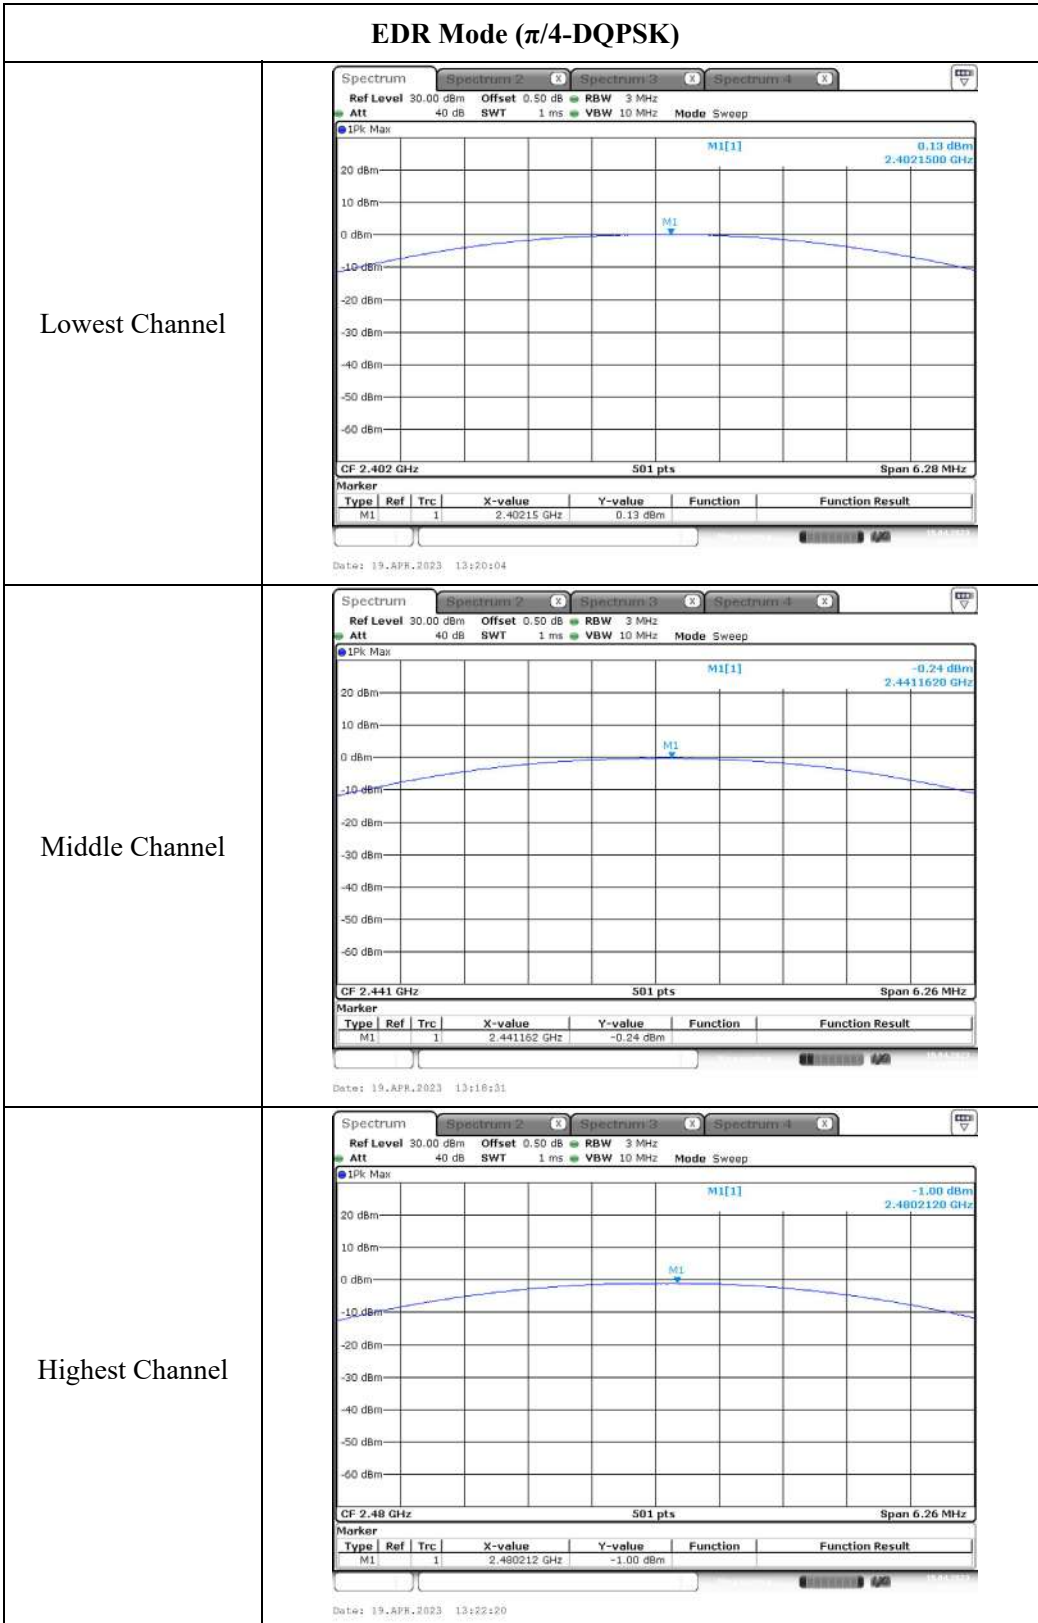 EDR Mode (π/4-DQPSK)
Lowest Channel
Spectrum Spectrum 2 X Spectrum 3 X Spectrum 4 X
Ref Level 30.00 dBm Offset 0.50 dB RBW 3 MHz
Att 40 dB SWT 1 ms VBW 10 MHz Mode Sweep
1Pk Max
M1[1] 0.13 dBm
2.4021500 GHz
20 dBm
10 dBm
M1
0 dBm
-10 dBm
-20 dBm
-30 dBm
-40 dBm
-50 dBm
-60 dBm
CF 2.402 GHz 501 pts Span 6.28 MHz
Marker
Type Ref Trc X-value Y-value Function Function Result
M1 1 2.40215 GHz 0.13 dBm
Date: 19.APR.2023 13:20:04
Middle Channel
Spectrum Spectrum 2 X Spectrum 3 X Spectrum 4 X
Ref Level 30.00 dBm Offset 0.50 dB RBW 3 MHz
Att 40 dB SWT 1 ms VBW 10 MHz Mode Sweep
1Pk Max
M1[1] -0.24 dBm
2.4411620 GHz
20 dBm
10 dBm
M1
0 dBm
-10 dBm
-20 dBm
-30 dBm
-40 dBm
-50 dBm
-60 dBm
CF 2.441 GHz 501 pts Span 6.26 MHz
Marker
Type Ref Trc X-value Y-value Function Function Result
M1 1 2.441162 GHz -0.24 dBm
Date: 19.APR.2023 13:18:31
Highest Channel
Spectrum Spectrum 2 X Spectrum 3 X Spectrum 4 X
Ref Level 30.00 dBm Offset 0.50 dB RBW 3 MHz
Att 40 dB SWT 1 ms VBW 10 MHz Mode Sweep
1Pk Max
M1[1] -1.00 dBm
2.4802120 GHz
20 dBm
10 dBm
M1
0 dBm
-10 dBm
-20 dBm
-30 dBm
-40 dBm
-50 dBm
-60 dBm
CF 2.48 GHz 501 pts Span 6.26 MHz
Marker
Type Ref Trc X-value Y-value Function Function Result
M1 1 2.480212 GHz -1.00 dBm
Date: 19.APR.2023 13:22:20